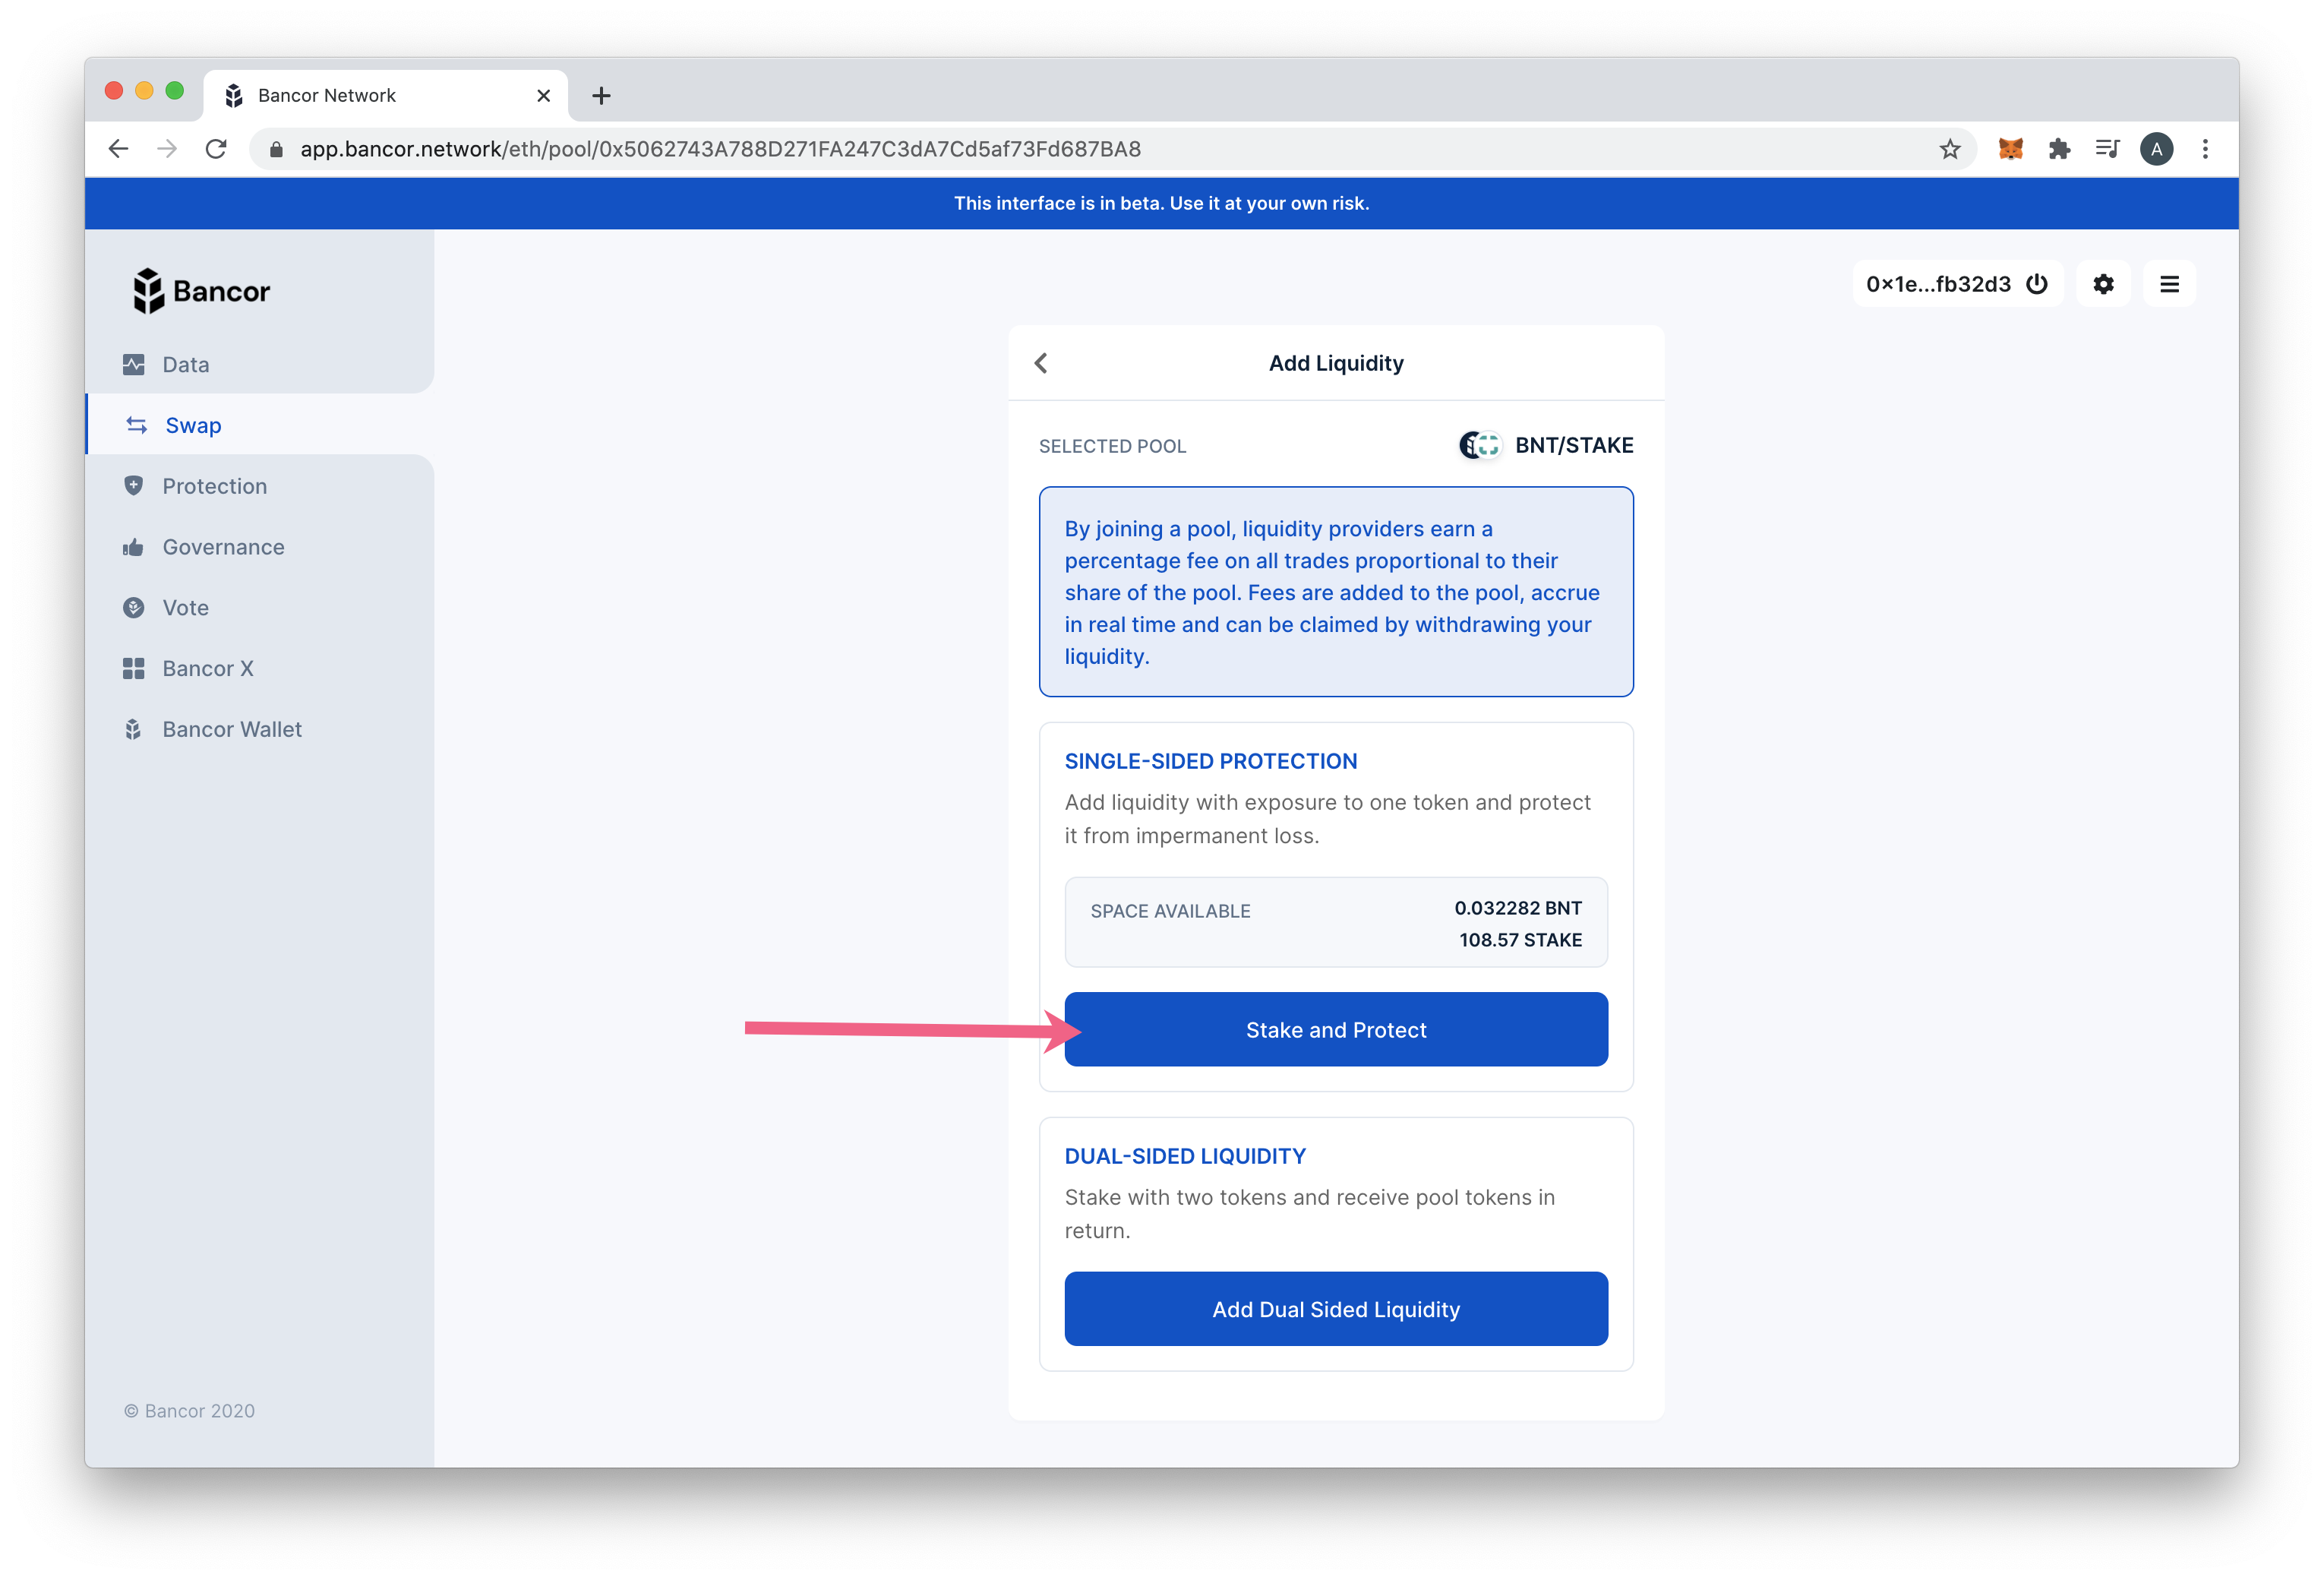 Bancor Network
app.bancor.network/eth/pool/0x5062743A788D271FA247C3dA7Cd5af73Fd687BA8
A
This interface is in beta. Use it at your own risk.
Bancor
0x1e...fb32d3
Data
Swap
Protection
Governance
Vote
Bancor X
Bancor Wallet
© Bancor 2020
Add Liquidity
SELECTED POOL
BNT/STAKE
By joining a pool, liquidity providers earn a
percentage fee on all trades proportional to their
share of the pool. Fees are added to the pool, accrue
in real time and can be claimed by withdrawing your
liquidity.
SINGLE-SIDED PROTECTION
Add liquidity with exposure to one token and protect
it from impermanent loss.
SPACE AVAILABLE
0.032282 BNT
108.57 STAKE
Stake and Protect
DUAL-SIDED LIQUIDITY
Stake with two tokens and receive pool tokens in
return.
Add Dual Sided Liquidity